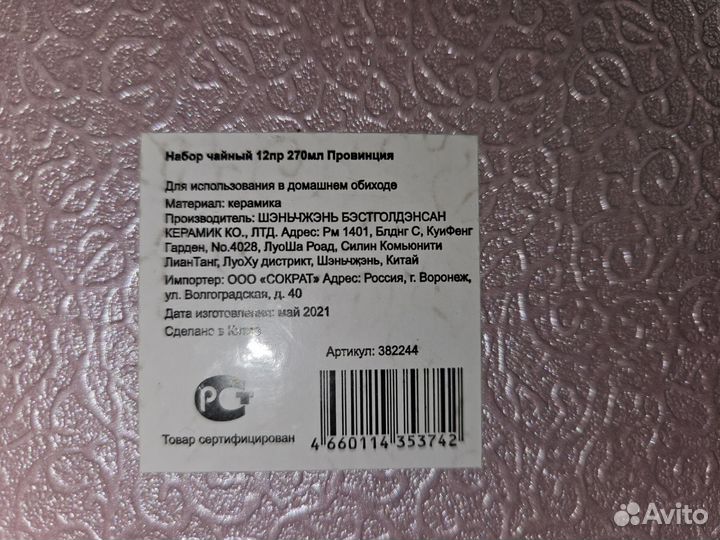 Набор чайный 12пр 270мл Провинция
Для использования в домашнем обиходе
Материал: керамика
Производитель: ШЭНЬЧЖЭНЬ БЭСТГОЛДЭНСАН
КЕРАМИК КО., ЛТД. Адрес: Рм 1401, Блднг С, КуиФенг
Гарден, No.4028, ЛуоШа Роад, Силин Комьюнити
ЛианТанг, ЛуоХу дистрикт, Шэньчжэнь, Китай
Импортер: ООО «СОКРАТ» Адрес: Россия, г. Воронеж,
ул. Волгоградская, д. 40
Дата изготовления: май 2021
Сделано в Китае
Артикул: 382244
РСТ
Товар сертифицирован
4 660114 353742
Avito